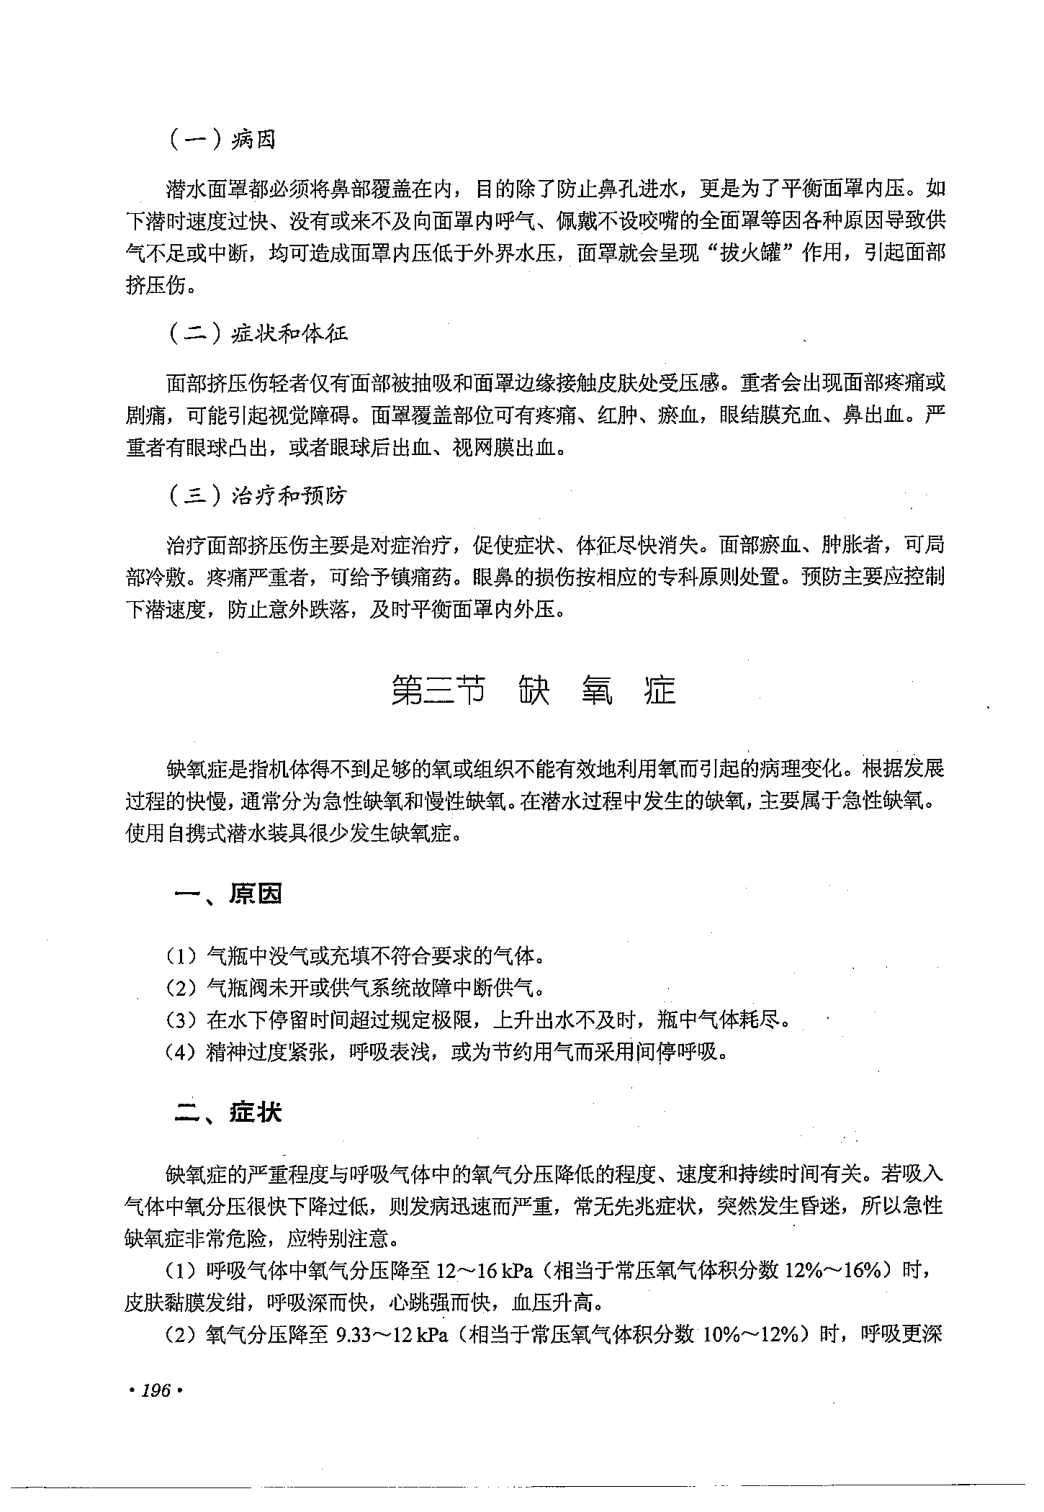 （一）病因
潜水面罩都必须将鼻部覆盖在内，目的除了防止鼻孔进水，更是为了平衡面罩内压。如
下潜时速度过快、没有或来不及向面罩内呼气、佩戴不设咬嘴的全面罩等因各种原因导致供
气不足或中断，均可造成面罩内压低于外界水压，面罩就会呈现“拔火罐”作用，引起面部
挤压伤。
（二）症状和体征
面部挤压伤轻者仅有面部被抽吸和面罩边缘接触皮肤处受压感。重者会出现面部疼痛或
剧痛，可能引起视觉障碍。面罩覆盖部位可有疼痛、红肿、瘀血，眼结膜充血、鼻出血。严
重者有眼球凸出，或者眼球后出血、视网膜出血。
（三）治疗和预防
治疗面部挤压伤主要是对症治疗，促使症状、体征尽快消失。面部瘀血、肿胀者，可局
部冷敷。疼痛严重者，可给予镇痛药。眼鼻的损伤按相应的专科原则处置。预防主要应控制
下潜速度，防止意外跌落，及时平衡面罩内外压。
第三节 缺 氧 症
缺氧症是指机体得不到足够的氧或组织不能有效地利用氧而引起的病理变化。根据发展
过程的快慢，通常分为急性缺氧和慢性缺氧。在潜水过程中发生的缺氧，主要属于急性缺氧。
使用自携式潜水装具很少发生缺氧症。
一、原因
（1）气瓶中没气或充填不符合要求的气体。
（2）气瓶阀未开或供气系统故障中断供气。
（3）在水下停留时间超过规定极限，上升出水不及时，瓶中气体耗尽。
（4）精神过度紧张，呼吸表浅，或为节约用气而采用间停呼吸。
二、症状
缺氧症的严重程度与呼吸气体中的氧气分压降低的程度、速度和持续时间有关。若吸入
气体中氧分压很快下降过低，则发病迅速而严重，常无先兆症状，突然发生昏迷，所以急性
缺氧症非常危险，应特别注意。
（1）呼吸气体中氧气分压降至 12～16 kPa（相当于常压氧气体积分数 12%～16%）时，
皮肤黏膜发绀，呼吸深而快，心跳强而快，血压升高。
（2）氧气分压降至 9.33～12 kPa（相当于常压氧气体积分数 10%～12%）时，呼吸更深
·196·